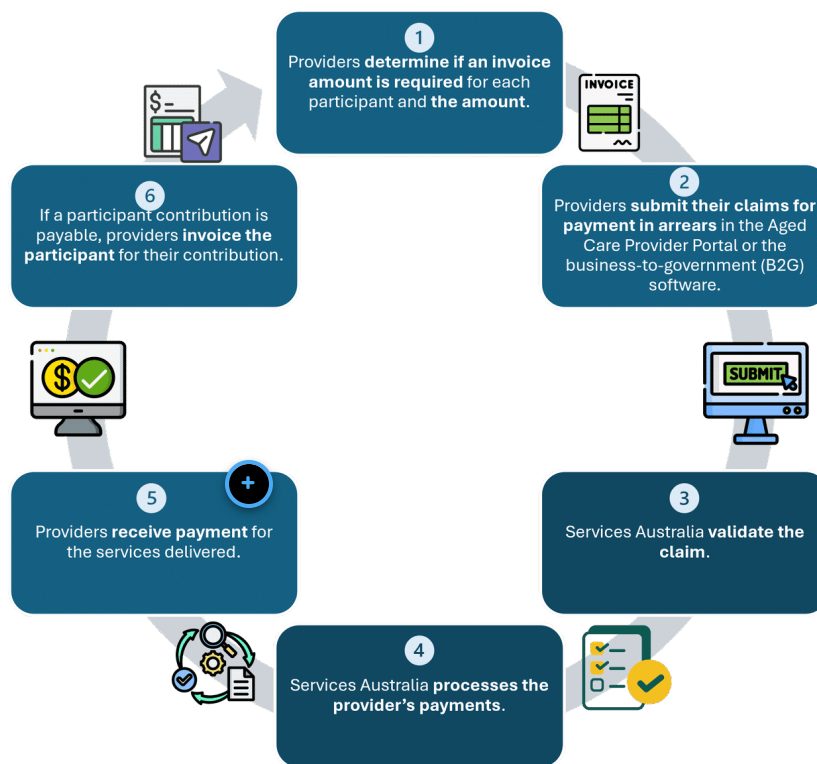 1
Providers determine if an invoice
amount is required for each
participant and the amount.
INVOICE
$
2
Providers submit their claims for
payment in arrears in the Aged
Care Provider Portal or the
business-to-government (B2G)
software.
SUBMIT
3
Services Australia validate the
claim.
4
Services Australia processes the
provider’s payments.
5
+
Providers receive payment for
the services delivered.
$
6
If a participant contribution is
payable, providers invoice the
participant for their contribution.